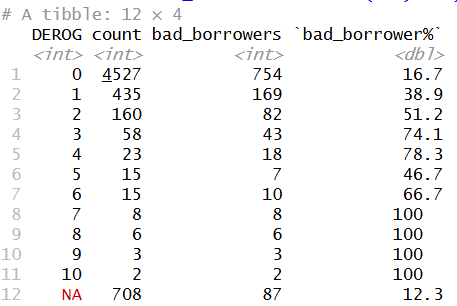 # A tibble: 12 × 4
DEROG count bad_borrowers `bad_borrower%`
<int> <int> <int> <dbl>
1 0 4527 754 16.7
2 1 435 169 38.9
3 2 160 82 51.2
4 3 58 43 74.1
5 4 23 18 78.3
6 5 15 7 46.7
7 6 15 10 66.7
8 7 8 8 100
9 8 6 6 100
10 9 3 3 100
11 10 2 2 100
12 NA 708 87 12.3